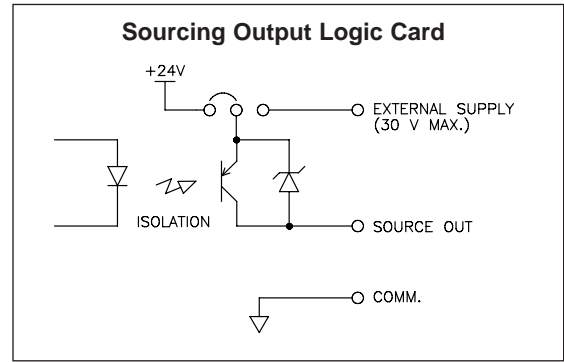 Sourcing Output Logic Card
+24V
EXTERNAL SUPPLY
(30 V MAX.)
ISOLATION
SOURCE OUT
COMM.